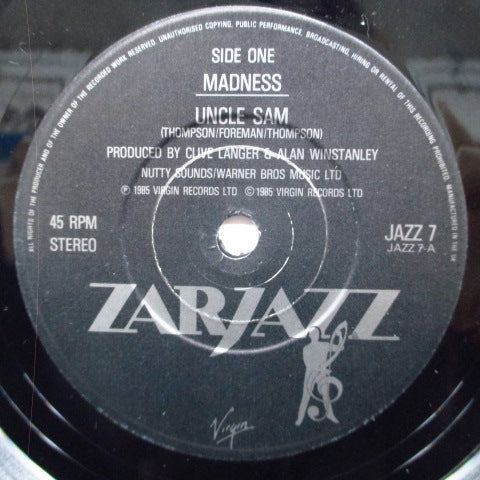 ALL RIGHTS OF THE PRODUCER AND OF THE OWNER OF THE RECORDED WORK RESERVED. UNAUTHORISED COPYING, PUBLIC PERFORMANCE, BROADCASTING, HIRING OR RENTAL OF THIS RECORDING PROHIBITED. MANUFACTURED IN THE UK
SIDE ONE
MADNESS
UNCLE SAM
(THOMPSON/FOREMAN/THOMPSON)
PRODUCED BY CLIVE LANGER & ALAN WINSTANLEY
NUTTY SOUNDS/WARNER BROS MUSIC LTD
℗ 1985 VIRGIN RECORDS LTD © 1985 VIRGIN RECORDS LTD
45 RPM
STEREO
JAZZ 7
JAZZ 7-A
ZARJAZZ
Virgin